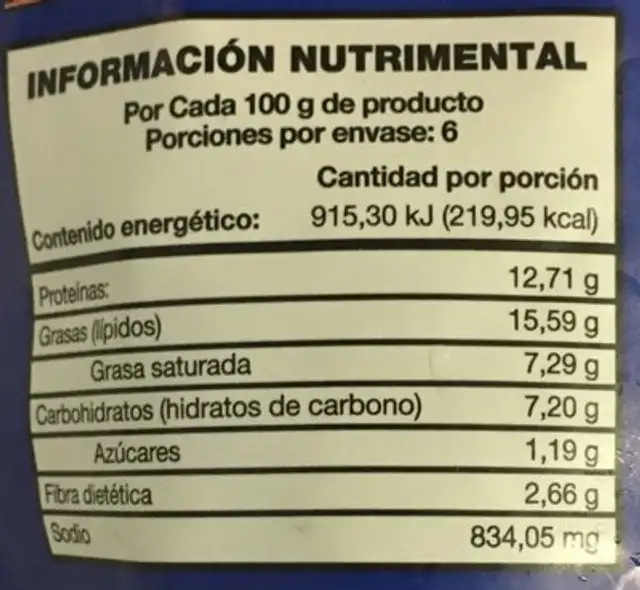 INFORMACIÓN NUTRIMENTAL
Por Cada 100 g de producto
Porciones por envase: 6
Cantidad por porción
Contenido energético: 915,30 kJ (219,95 kcal)
Proteínas: 12,71 g
Grasas (lípidos) 15,59 g
Grasa saturada 7,29 g
Carbohidratos (hidratos de carbono) 7,20 g
Azúcares 1,19 g
Fibra dietética 2,66 g
Sodio 834,05 mg